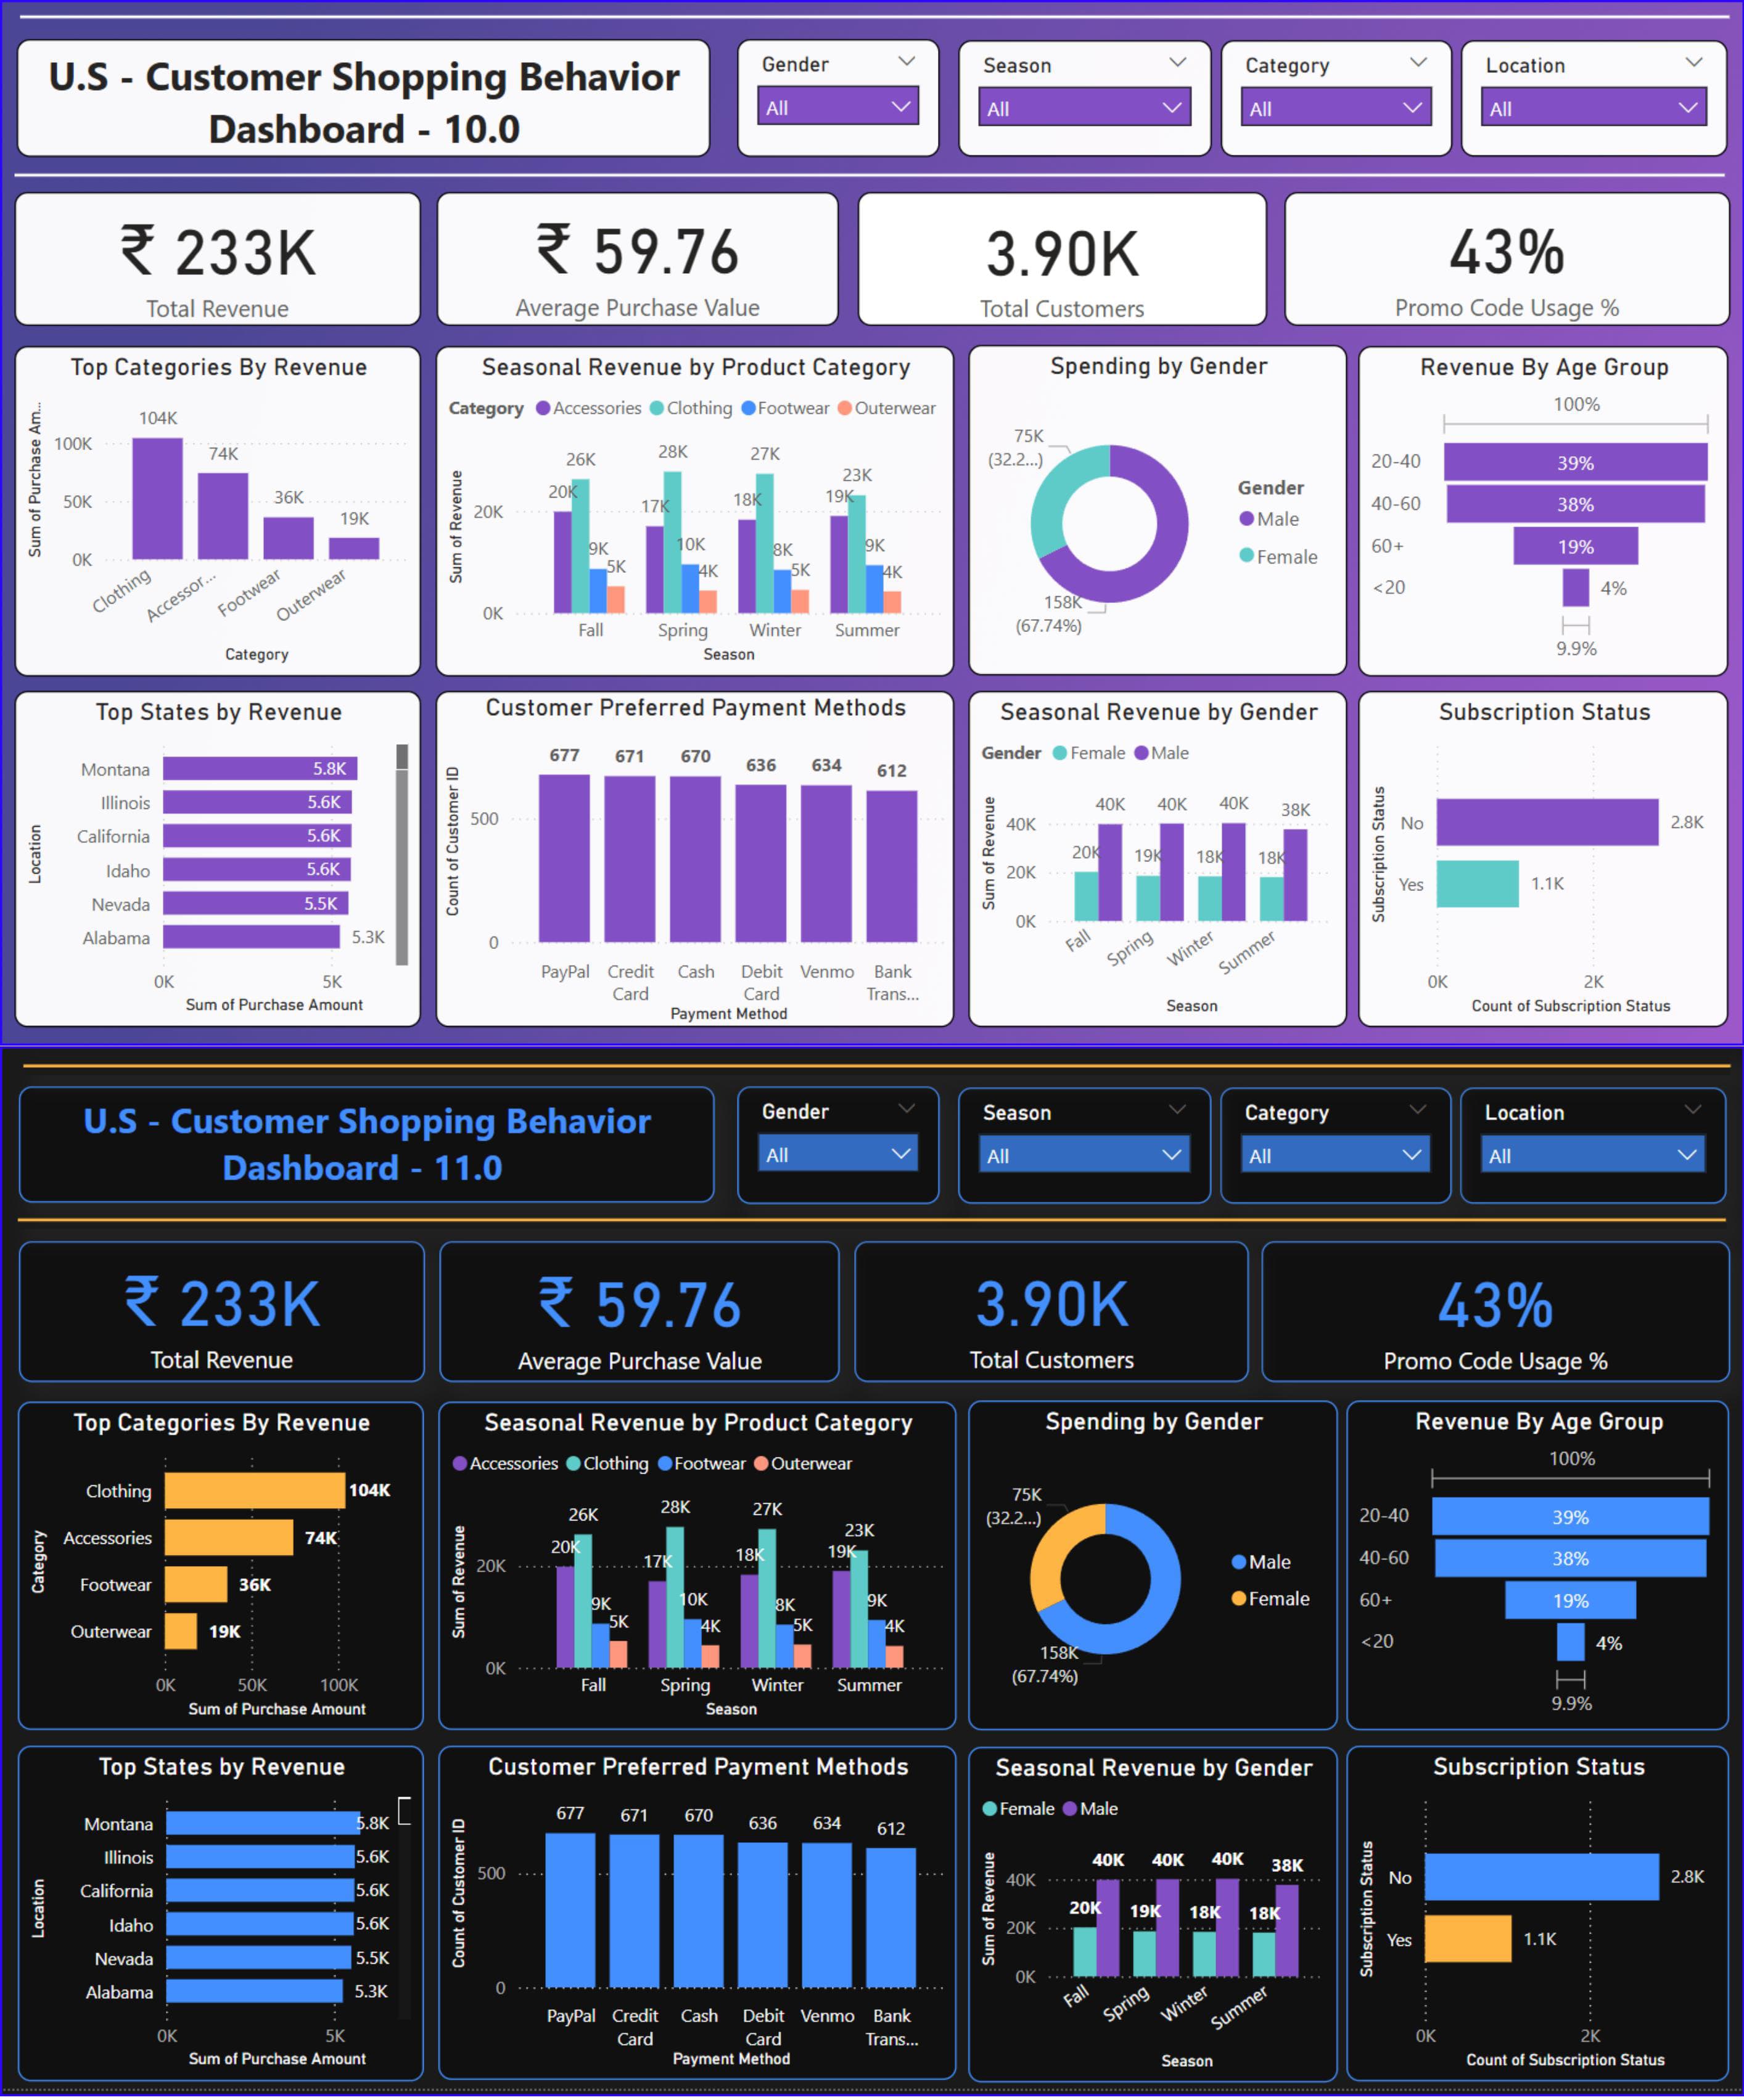 U.S - Customer Shopping Behavior
Dashboard - 10.0
Gender
All
Season
All
Category
All
Location
All
₹ 233K
Total Revenue
₹ 59.76
Average Purchase Value
3.90K
Total Customers
43%
Promo Code Usage %
Top Categories By Revenue
Sum of Purchase Am...
100K
50K
0K
104K
74K
36K
19K
Clothing
Accessor...
Footwear
Outerwear
Category
Seasonal Revenue by Product Category
Category Accessories Clothing Footwear Outerwear
Sum of Revenue
20K
0K
20K 26K 9K 5K
17K 28K 10K 4K
18K 27K 8K 5K
19K 23K 9K 4K
Fall Spring Winter Summer
Season
Spending by Gender
75K
(32.2...)
158K
(67.74%)
Gender
Male
Female
Revenue By Age Group
100%
20-40 39%
40-60 38%
60+ 19%
<20 4%
9.9%
Top States by Revenue
Location
Montana 5.8K
Illinois 5.6K
California 5.6K
Idaho 5.6K
Nevada 5.5K
Alabama 5.3K
0K 5K
Sum of Purchase Amount
Customer Preferred Payment Methods
Count of Customer ID
500
0
677 671 670 636 634 612
PayPal Credit Cash Debit Venmo Bank
Card Card Trans...
Payment Method
Seasonal Revenue by Gender
Gender Female Male
Sum of Revenue
40K
20K
0K
40K 40K 40K 38K
20K 19K 18K 18K
Fall Spring Winter Summer
Season
Subscription Status
Subscription Status
No 2.8K
Yes 1.1K
0K 2K
Count of Subscription Status
U.S - Customer Shopping Behavior
Dashboard - 11.0
Gender
All
Season
All
Category
All
Location
All
₹ 233K
Total Revenue
₹ 59.76
Average Purchase Value
3.90K
Total Customers
43%
Promo Code Usage %
Top Categories By Revenue
Category
Clothing 104K
Accessories 74K
Footwear 36K
Outerwear 19K
0K 50K 100K
Sum of Purchase Amount
Seasonal Revenue by Product Category
Accessories Clothing Footwear Outerwear
Sum of Revenue
20K
0K
20K 26K 9K 5K
17K 28K 10K 4K
18K 27K 8K 5K
19K 23K 9K 4K
Fall Spring Winter Summer
Season
Spending by Gender
75K
(32.2...)
158K
(67.74%)
Male
Female
Revenue By Age Group
100%
20-40 39%
40-60 38%
60+ 19%
<20 4%
9.9%
Top States by Revenue
Location
Montana 5.8K
Illinois 5.6K
California 5.6K
Idaho 5.6K
Nevada 5.5K
Alabama 5.3K
0K 5K
Sum of Purchase Amount
Customer Preferred Payment Methods
Count of Customer ID
500
0
677 671 670 636 634 612
PayPal Credit Cash Debit Venmo Bank
Card Card Trans...
Payment Method
Seasonal Revenue by Gender
Female Male
Sum of Revenue
40K
20K
0K
40K 40K 40K 38K
20K 19K 18K 18K
Fall Spring Winter Summer
Season
Subscription Status
Subscription Status
No 2.8K
Yes 1.1K
0K 2K
Count of Subscription Status